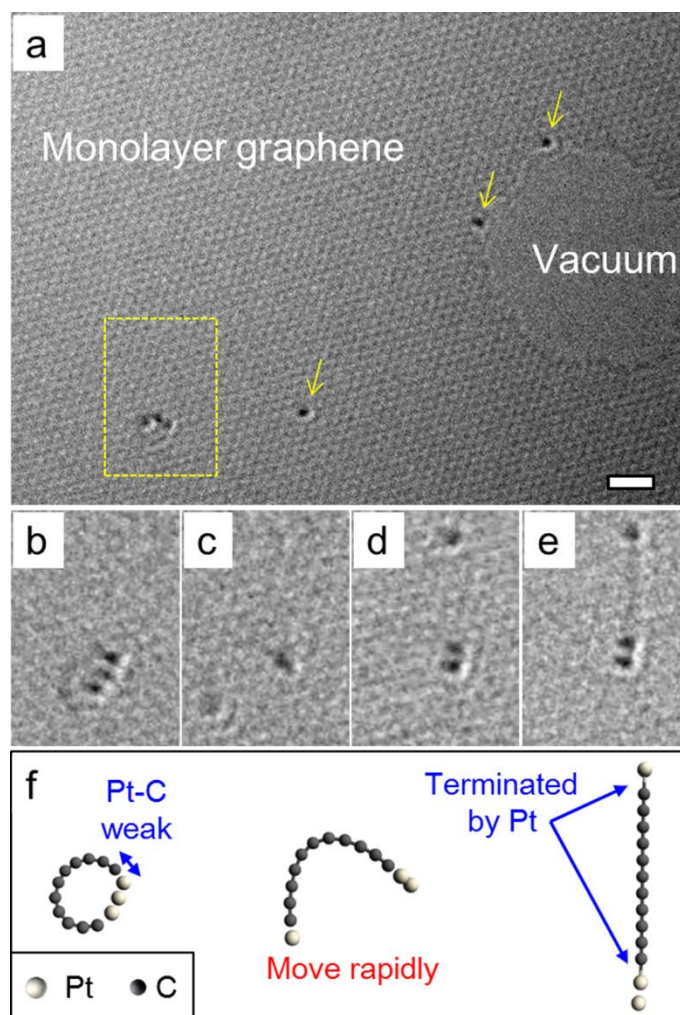 a
Monolayer graphene
Vacuum
b
c
d
e
f
Pt-C
weak
Terminated
by Pt
Move rapidly
Pt
C